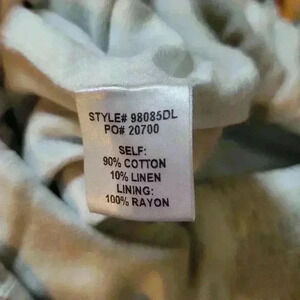 STYLE# 98085DL
PO# 20700
SELF:
90% COTTON
10% LINEN
LINING:
100% RAYON